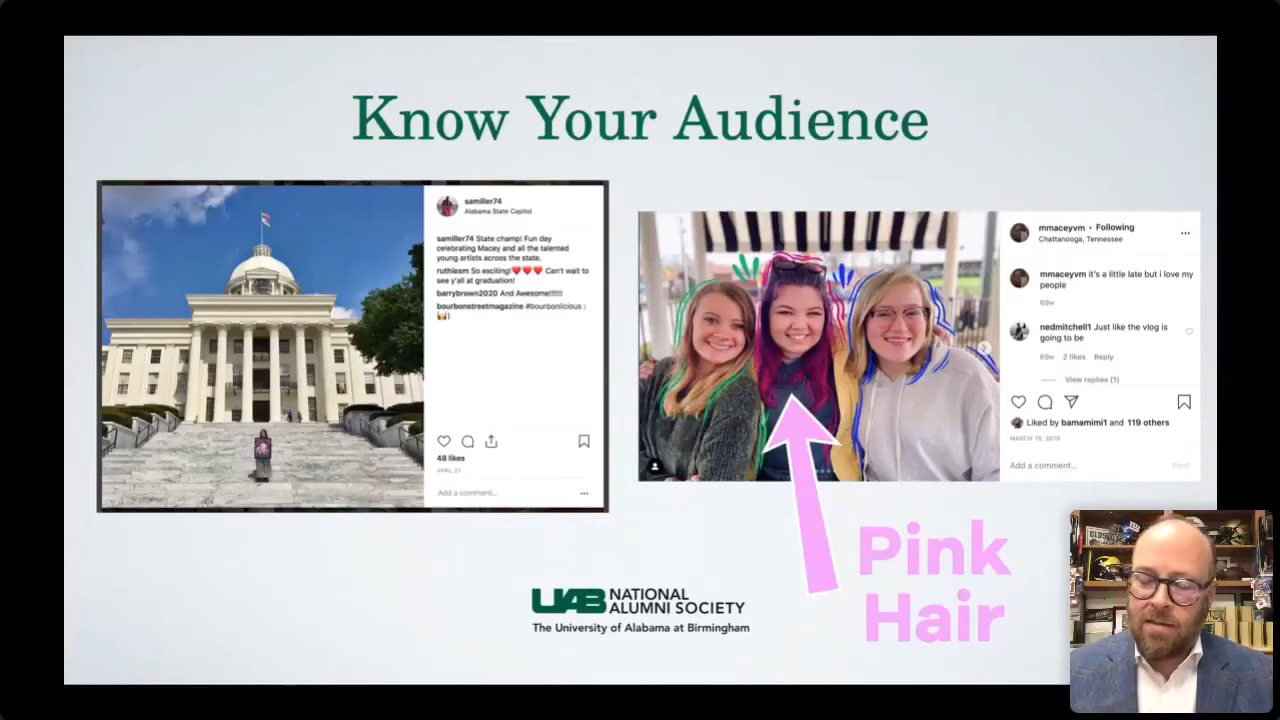 Know Your Audience
samiller74
Alabama State Capitol
samiller74 State champ! Fun day
celebrating Macey and all the talented
young artists across the state.
ruthiesm So exciting!❤️❤️❤️ Can't wait to
see y'all at graduation!
barrybrown2020 And Awesome!!!!!!
bourbonstreetmagazine #bourbonlicious :
)
48 likes
APRIL 27
Add a comment...
mmaceyvm • Following
Chattanooga, Tennessee
mmaceyvm it's a little late but i love my
people
69w
nedmitchell1 Just like the vlog is
going to be
69w 2 likes Reply
View replies (1)
Liked by bamamimi1 and 119 others
MARCH 18, 2019
Add a comment...
Post
Pink
Hair
UAB NATIONAL
ALUMNI SOCIETY
The University of Alabama at Birmingham